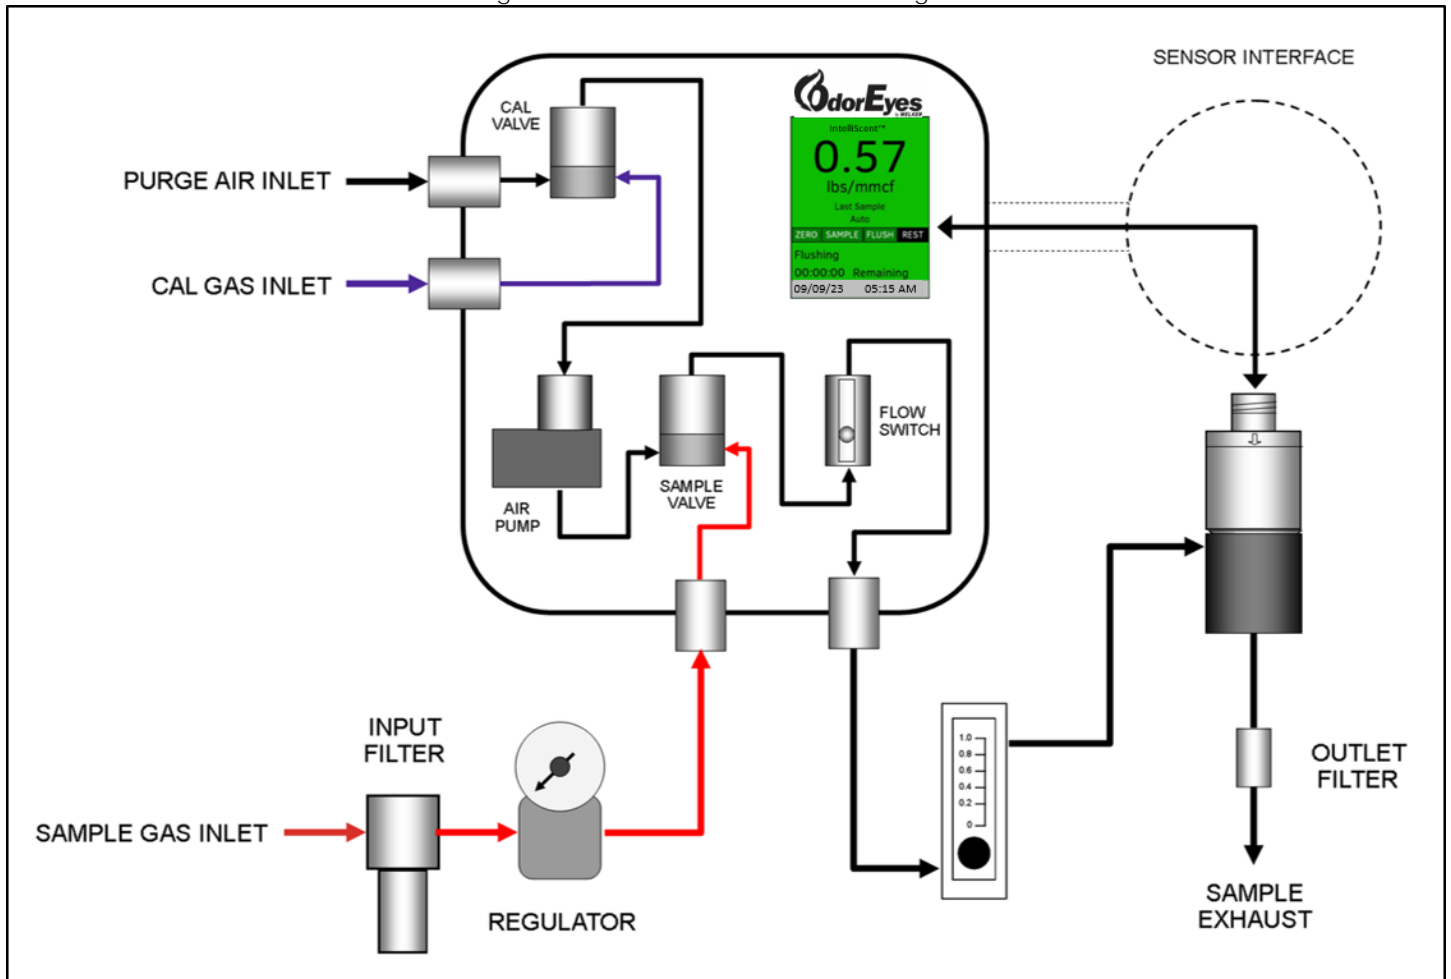 SENSOR INTERFACE
CAL
VALVE
OdorEyes
by WELKER
IntelliScent™
0.57
lbs/mmcf
Last Sample
Auto
ZERO SAMPLE FLUSH REST
Flushing
00:00:00 Remaining
09/09/23 05:15 AM
PURGE AIR INLET
CAL GAS INLET
FLOW
SWITCH
SAMPLE
VALVE
AIR
PUMP
INPUT
FILTER
1.0
0.8
0.6
0.4
0.2
0
OUTLET
FILTER
SAMPLE GAS INLET
REGULATOR
SAMPLE
EXHAUST